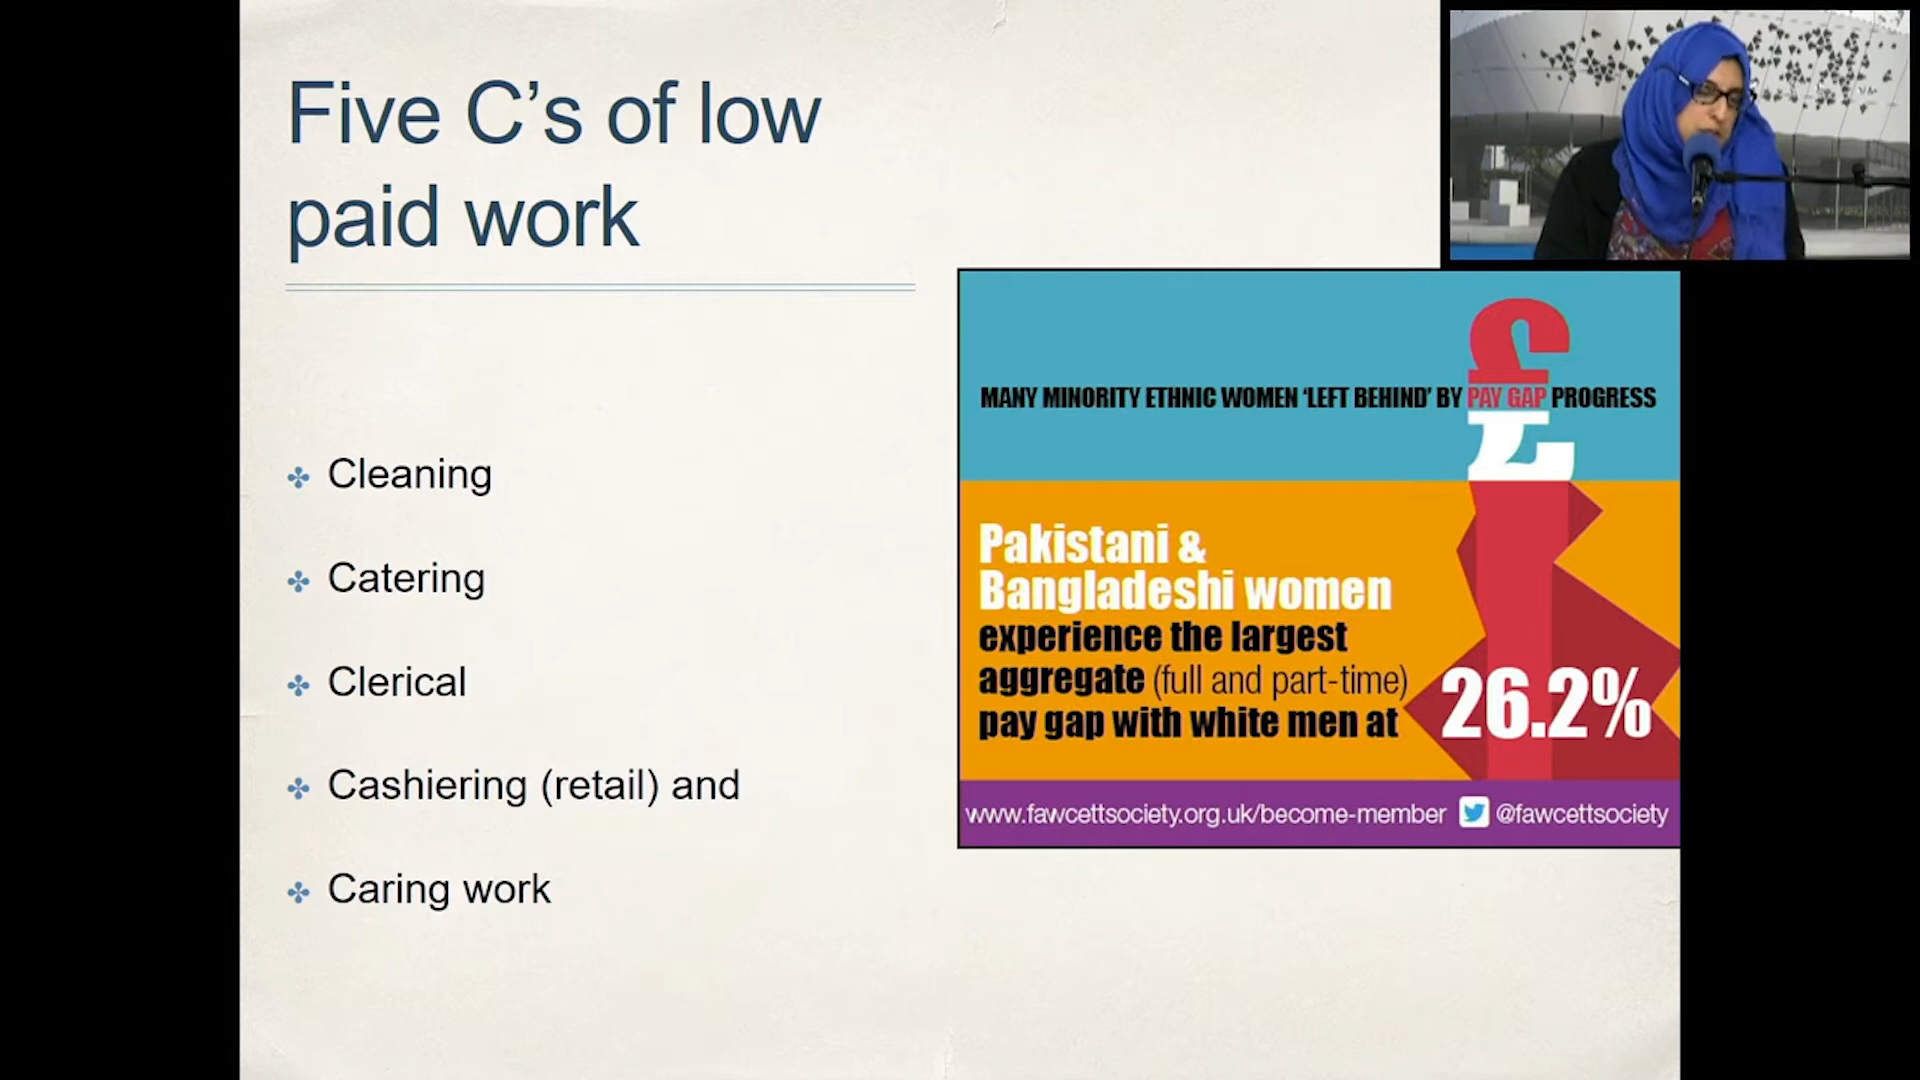 Five C’s of low
paid work
Cleaning
Catering
Clerical
Cashiering (retail) and
Caring work
MANY MINORITY ETHNIC WOMEN ‘LEFT BEHIND’ BY PAY GAP PROGRESS
£
Pakistani &
Bangladeshi women
experience the largest
aggregate (full and part-time)
pay gap with white men at
26.2%
www.fawcettsociety.org.uk/become-member @fawcettsociety